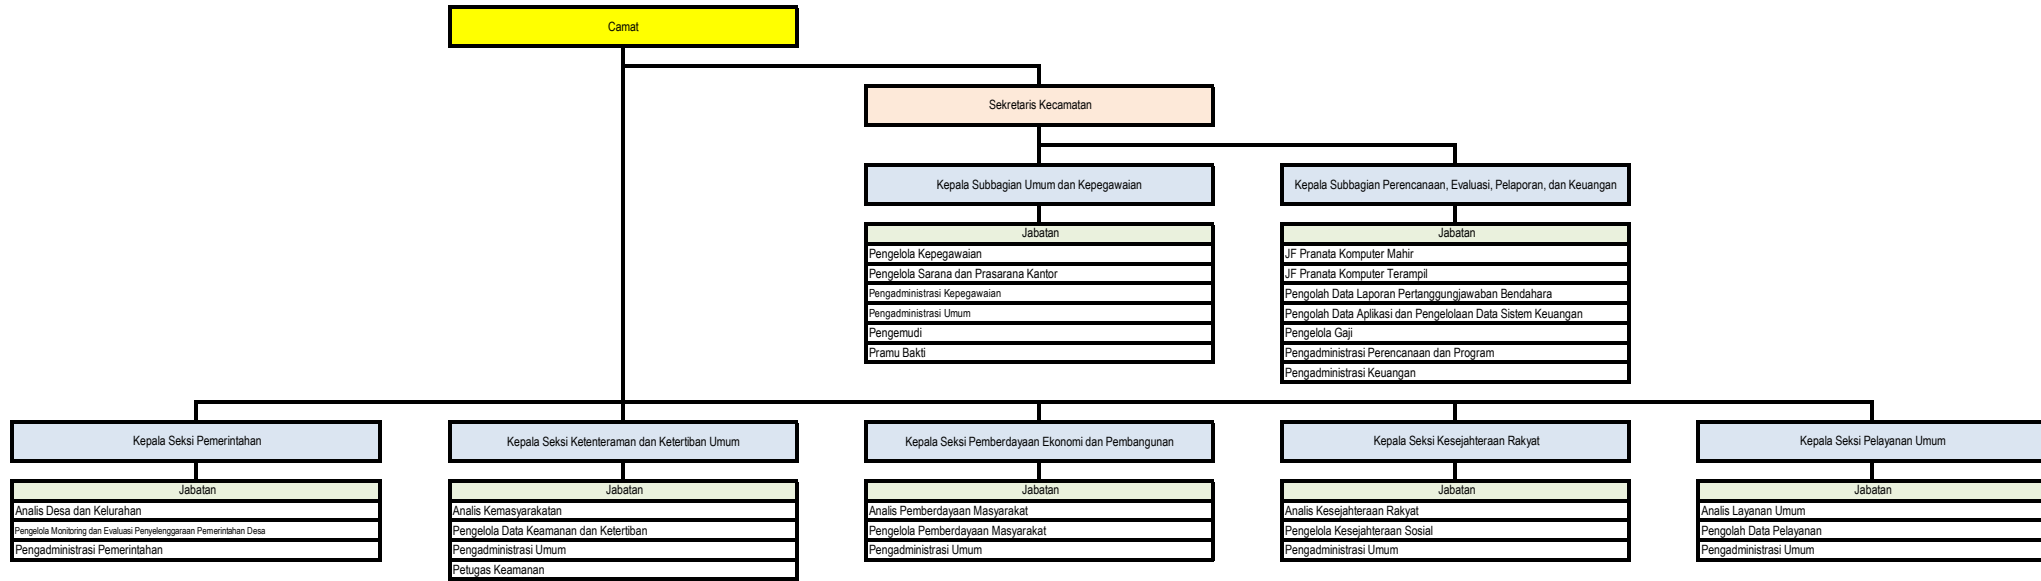 Camat
Sekretaris Kecamatan
Kepala Subbagian Umum dan Kepegawaian
Jabatan
Pengelola Kepegawaian
Pengelola Sarana dan Prasarana Kantor
Pengadministrasi Kepegawaian
Pengadministrasi Umum
Pengemudi
Pramu Bakti
Kepala Subbagian Perencanaan, Evaluasi, Pelaporan, dan Keuangan
Jabatan
JF Pranata Komputer Mahir
JF Pranata Komputer Terampil
Pengolah Data Laporan Pertanggungjawaban Bendahara
Pengolah Data Aplikasi dan Pengelolaan Data Sistem Keuangan
Pengelola Gaji
Pengadministrasi Perencanaan dan Program
Pengadministrasi Keuangan
Kepala Seksi Pemerintahan
Jabatan
Analis Desa dan Kelurahan
Pengelola Monitoring dan Evaluasi Penyelenggaraan Pemerintahan Desa
Pengadministrasi Pemerintahan
Kepala Seksi Ketenteraman dan Ketertiban Umum
Jabatan
Analis Kemasyarakatan
Pengelola Data Keamanan dan Ketertiban
Pengadministrasi Umum
Petugas Keamanan
Kepala Seksi Pemberdayaan Ekonomi dan Pembangunan
Jabatan
Analis Pemberdayaan Masyarakat
Pengelola Pemberdayaan Masyarakat
Pengadministrasi Umum
Kepala Seksi Kesejahteraan Rakyat
Jabatan
Analis Kesejahteraan Rakyat
Pengelola Kesejahteraan Sosial
Pengadministrasi Umum
Kepala Seksi Pelayanan Umum
Jabatan
Analis Layanan Umum
Pengolah Data Pelayanan
Pengadministrasi Umum